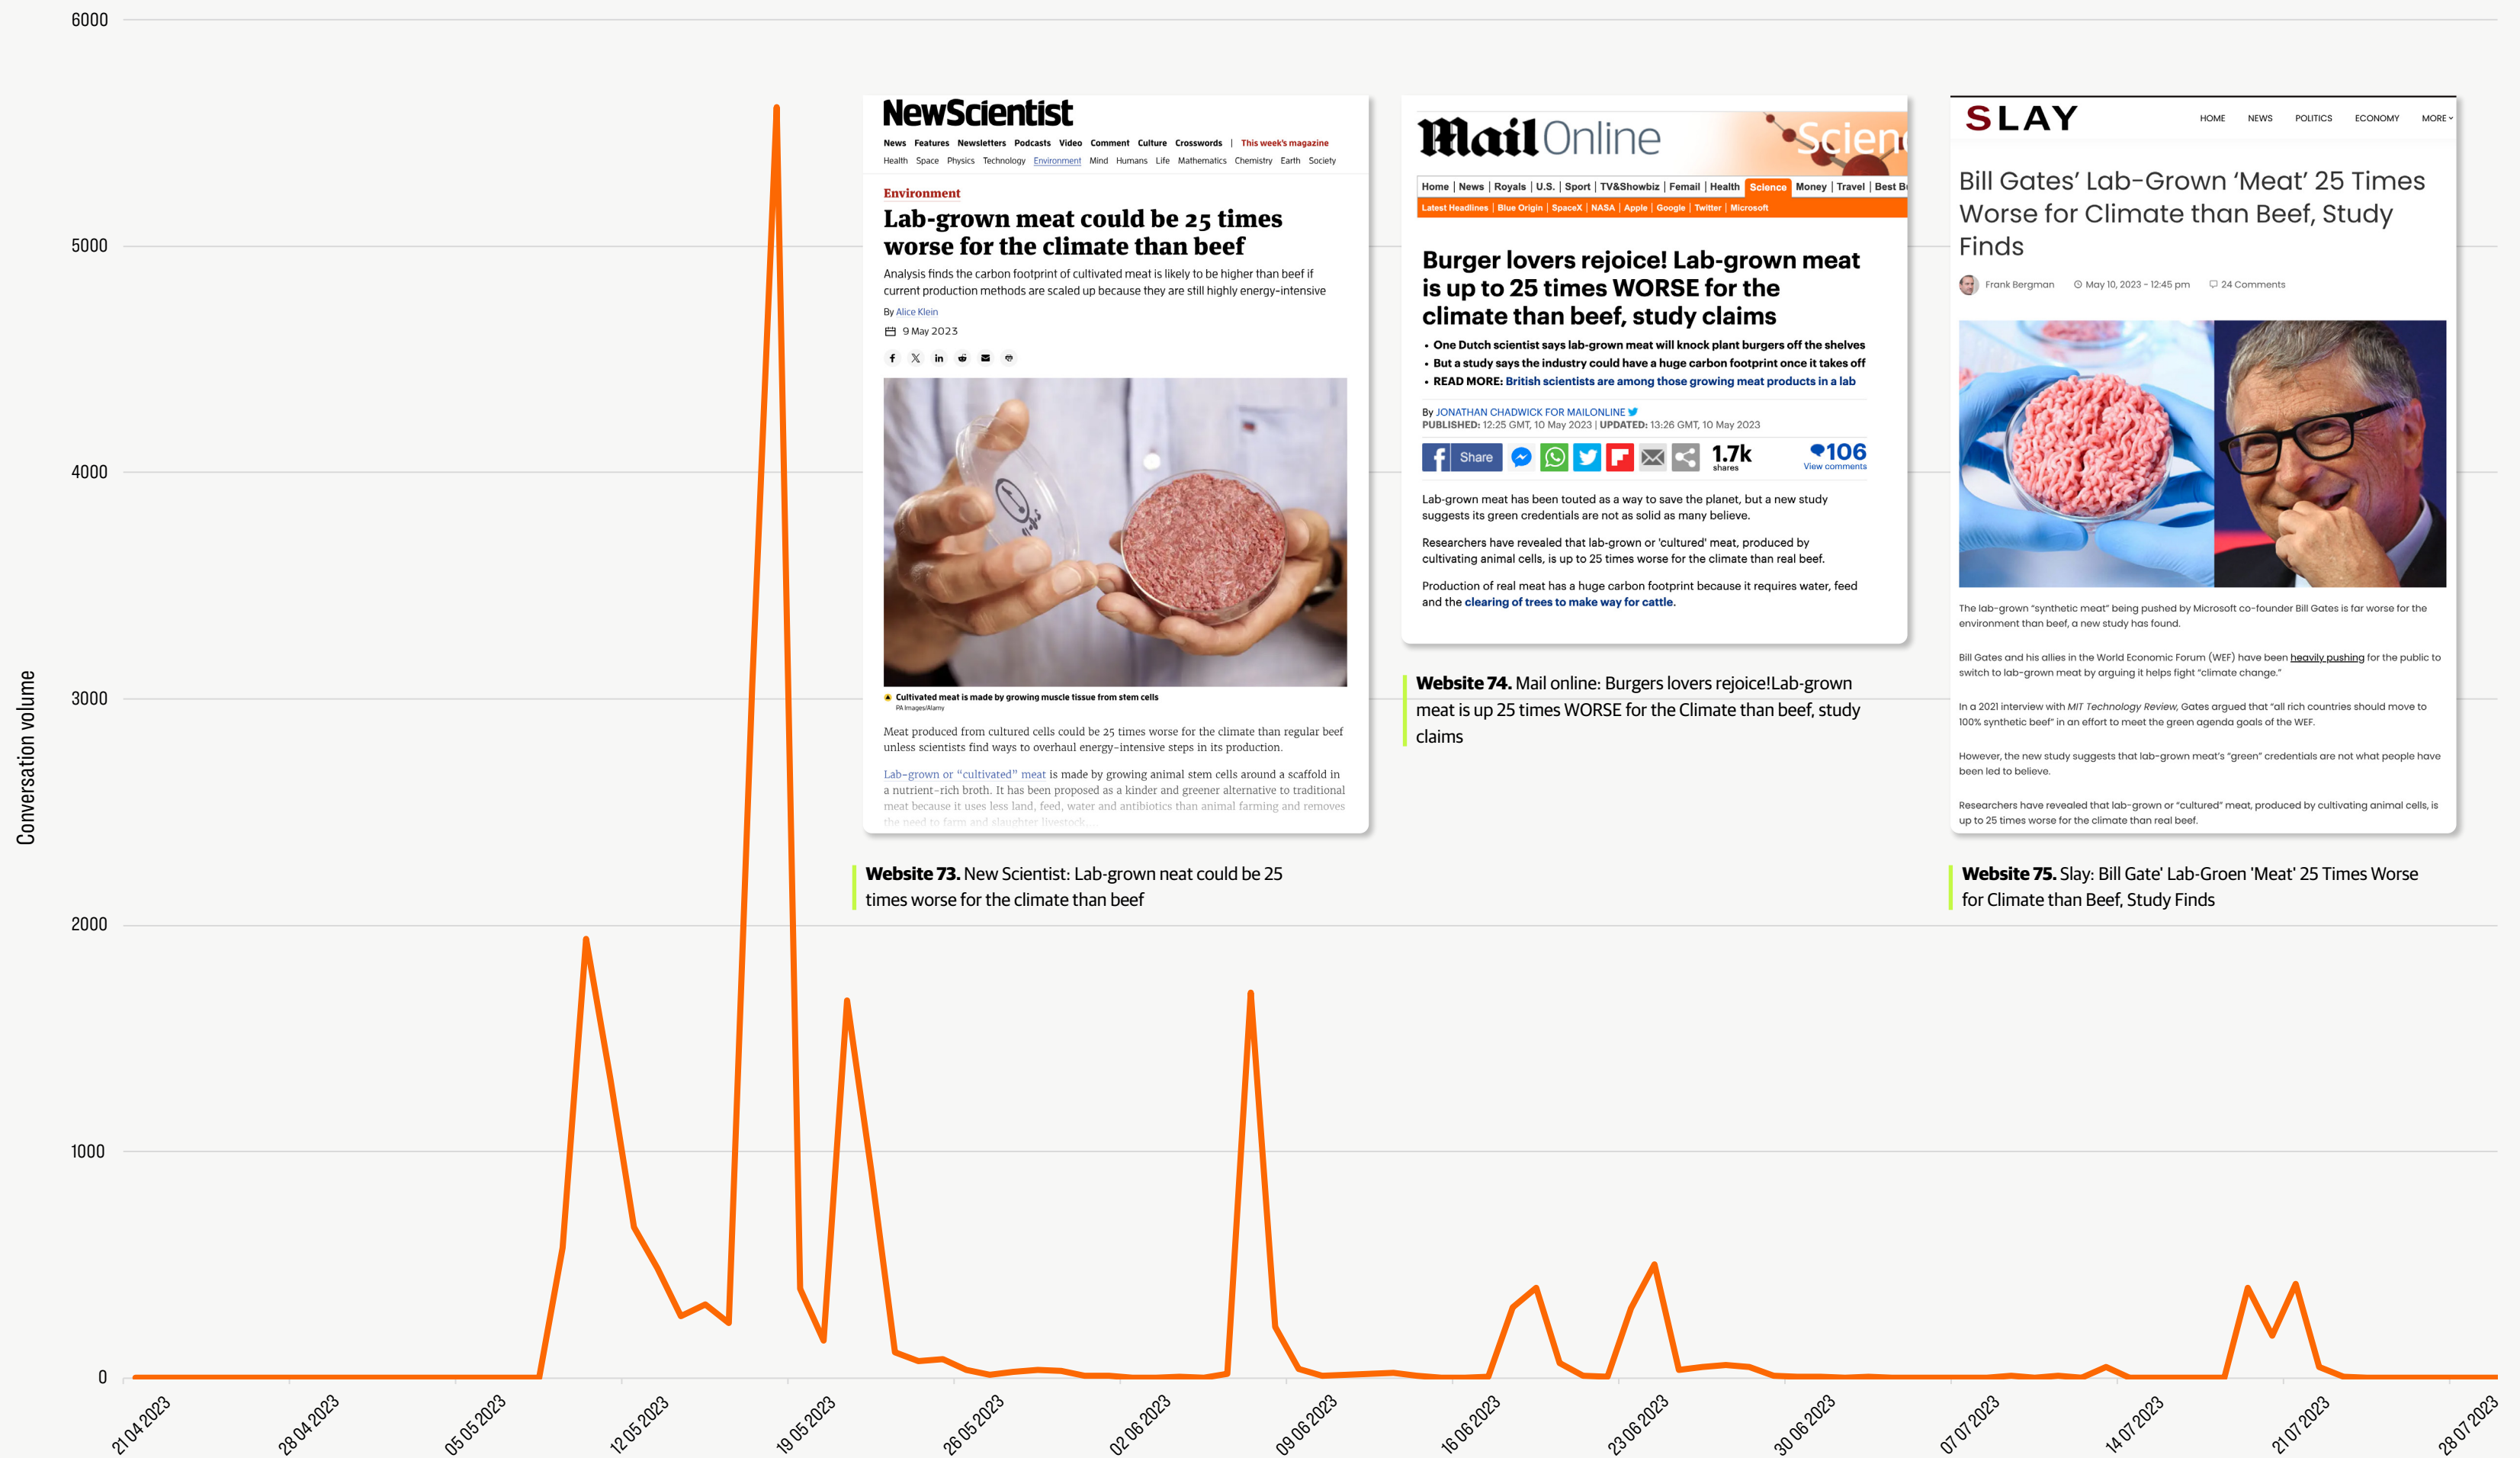 6000
5000
4000
3000
2000
1000
0
Conversation volume
21 04 2023
28 04 2023
05 05 2023
12 05 2023
19 05 2023
26 05 2023
02 06 2023
09 06 2023
16 06 2023
23 06 2023
30 06 2023
07 07 2023
14 07 2023
21 07 2023
28 07 2023
NewScientist
News Features Newsletters Podcasts Video Comment Culture Crosswords | This week's magazine
Health Space Physics Technology Environment Mind Humans Life Mathematics Chemistry Earth Society
Environment
Lab-grown meat could be 25 times
worse for the climate than beef
Analysis finds the carbon footprint of cultivated meat is likely to be higher than beef if
current production methods are scaled up because they are still highly energy-intensive
By Alice Klein
9 May 2023
Cultivated meat is made by growing muscle tissue from stem cells
PA Images/Alamy
Meat produced from cultured cells could be 25 times worse for the climate than regular beef
unless scientists find ways to overhaul energy-intensive steps in its production.
Lab-grown or “cultivated” meat is made by growing animal stem cells around a scaffold in
a nutrient-rich broth. It has been proposed as a kinder and greener alternative to traditional
meat because it uses less land, feed, water and antibiotics than animal farming and removes
the need to farm and slaughter livestock....
Website 73. New Scientist: Lab-grown neat could be 25
times worse for the climate than beef
Mail Online
Scienc
Home | News | Royals | U.S. | Sport | TV&Showbiz | Femail | Health Science Money | Travel | Best B
Latest Headlines | Blue Origin | SpaceX | NASA | Apple | Google | Twitter | Microsoft
Burger lovers rejoice! Lab-grown meat
is up to 25 times WORSE for the
climate than beef, study claims
• One Dutch scientist says lab-grown meat will knock plant burgers off the shelves
• But a study says the industry could have a huge carbon footprint once it takes off
• READ MORE: British scientists are among those growing meat products in a lab
By JONATHAN CHADWICK FOR MAILONLINE
PUBLISHED: 12:25 GMT, 10 May 2023 | UPDATED: 13:26 GMT, 10 May 2023
Share
1.7k
shares
106
View comments
Lab-grown meat has been touted as a way to save the planet, but a new study
suggests its green credentials are not as solid as many believe.
Researchers have revealed that lab-grown or 'cultured' meat, produced by
cultivating animal cells, is up to 25 times worse for the climate than real beef.
Production of real meat has a huge carbon footprint because it requires water, feed
and the clearing of trees to make way for cattle.
Website 74. Mail online: Burgers lovers rejoice!Lab-grown
meat is up 25 times WORSE for the Climate than beef, study
claims
SLAY
HOME NEWS POLITICS ECONOMY MORE
Bill Gates’ Lab-Grown ‘Meat’ 25 Times
Worse for Climate than Beef, Study
Finds
Frank Bergman May 10, 2023 - 12:45 pm 24 Comments
The lab-grown “synthetic meat” being pushed by Microsoft co-founder Bill Gates is far worse for the
environment than beef, a new study has found.
Bill Gates and his allies in the World Economic Forum (WEF) have been heavily pushing for the public to
switch to lab-grown meat by arguing it helps fight “climate change.”
In a 2021 interview with MIT Technology Review, Gates argued that “all rich countries should move to
100% synthetic beef” in an effort to meet the green agenda goals of the WEF.
However, the new study suggests that lab-grown meat’s “green” credentials are not what people have
been led to believe.
Researchers have revealed that lab-grown or “cultured” meat, produced by cultivating animal cells, is
up to 25 times worse for the climate than real beef.
Website 75. Slay: Bill Gate' Lab-Groen 'Meat' 25 Times Worse
for Climate than Beef, Study Finds